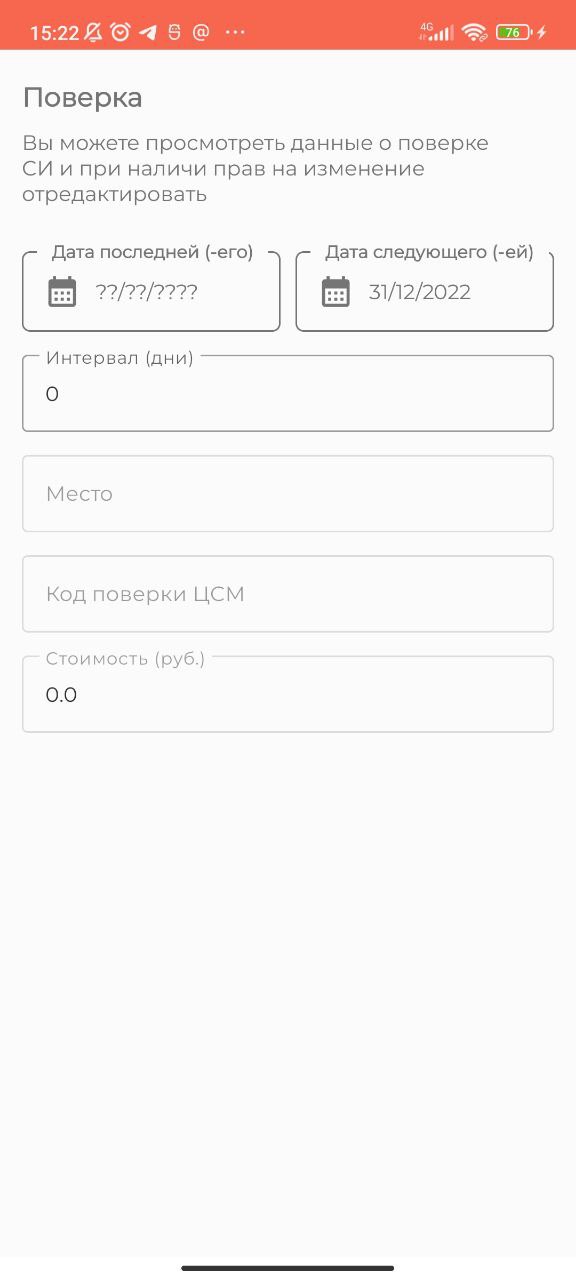 15:22 @ ... 4G 76
Поверка
Вы можете просмотреть данные о поверке
СИ и при наличи прав на изменение
отредактировать
Дата последней (-его) Дата следующего (-ей)
??/??/???? 31/12/2022
Интервал (дни)
0
Место
Код поверки ЦСМ
Стоимость (руб.)
0.0